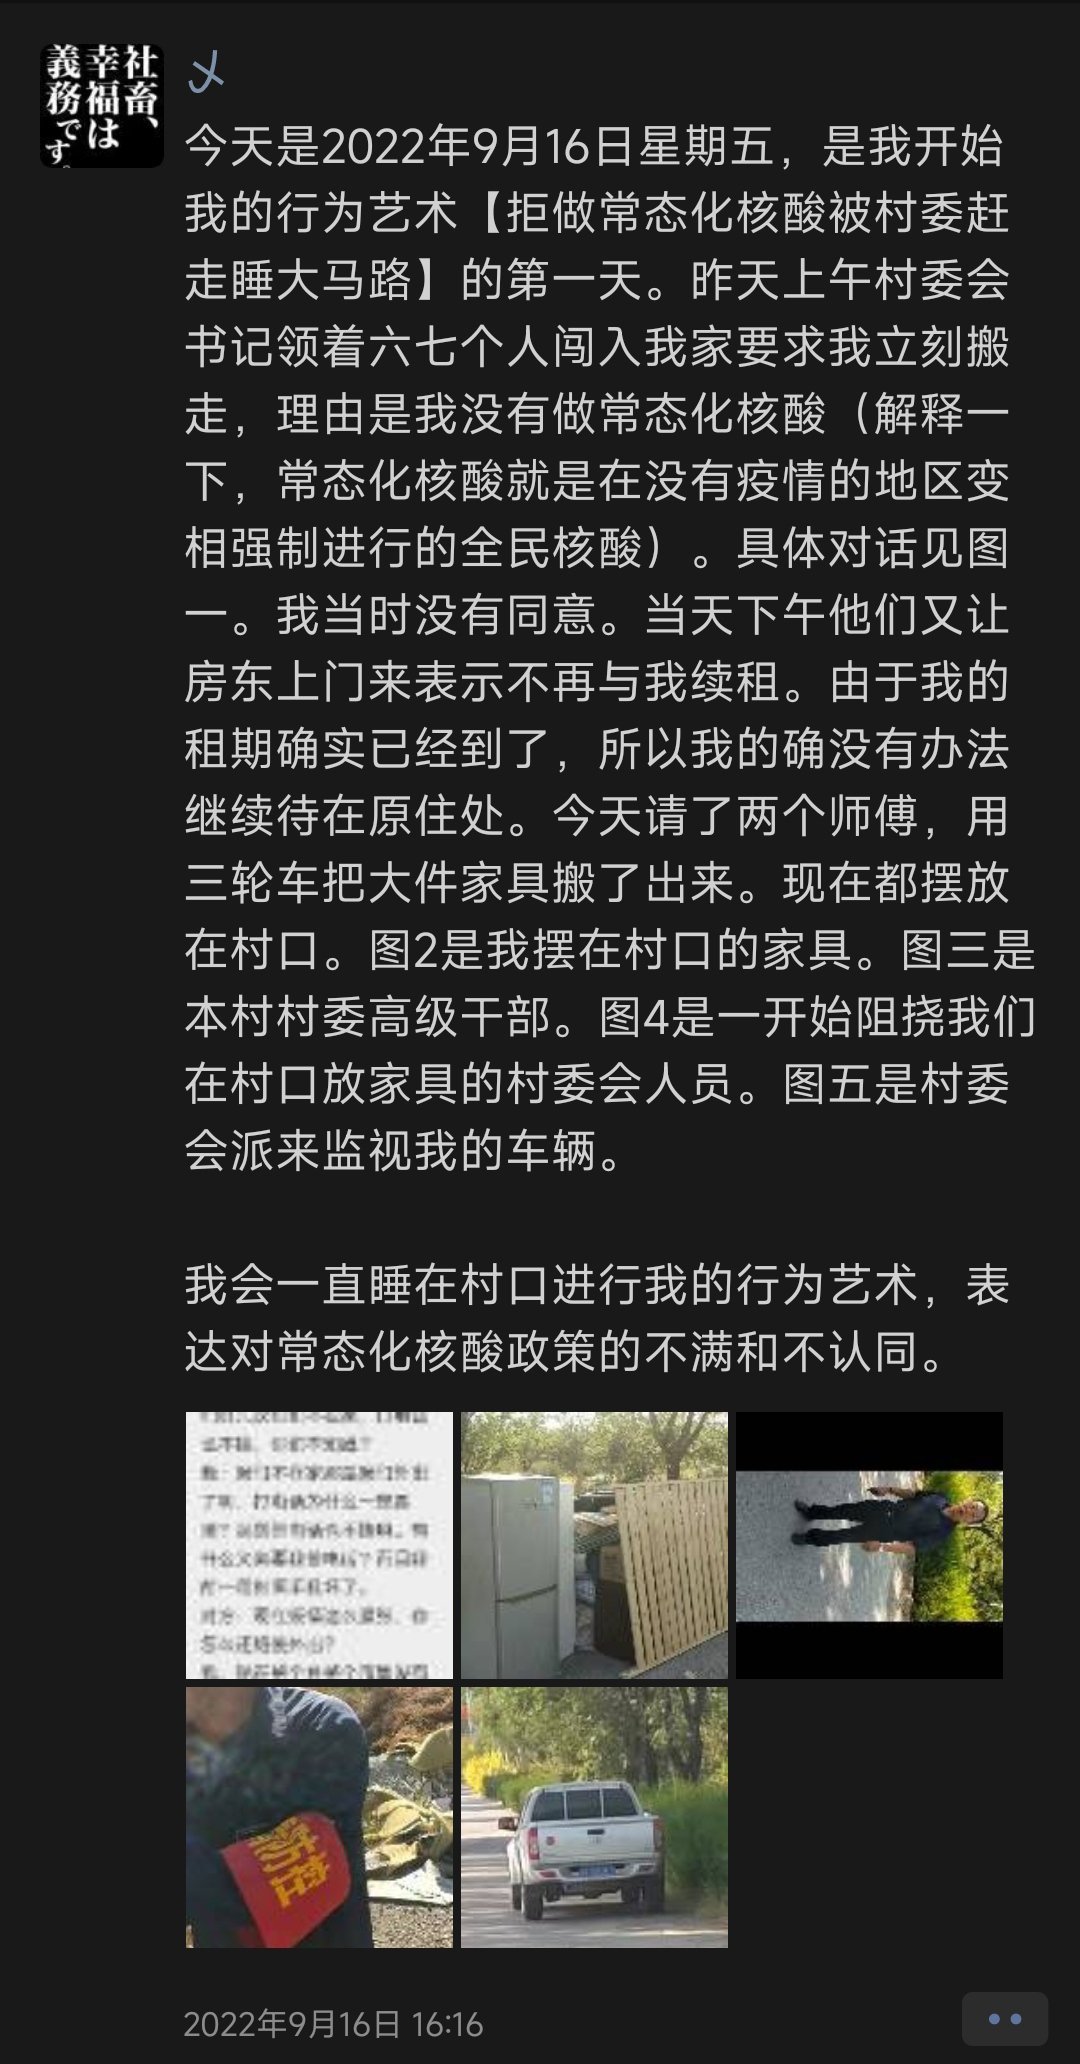 社畜、
幸福は
義務です。
乄
今天是2022年9月16日星期五，是我开始
我的行为艺术【拒做常态化核酸被村委赶
走睡大马路】的第一天。昨天上午村委会
书记领着六七个人闯入我家要求我立刻搬
走，理由是我没有做常态化核酸（解释一
下，常态化核酸就是在没有疫情的地区变
相强制进行的全民核酸）。具体对话见图
一。我当时没有同意。当天下午他们又让
房东上门来表示不再与我续租。由于我的
租期确实已经到了，所以我的确没有办法
继续待在原住处。今天请了两个师傅，用
三轮车把大件家具搬了出来。现在都摆放
在村口。图2是我摆在村口的家具。图三是
本村村委高级干部。图4是一开始阻挠我们
在村口放家具的村委会人员。图五是村委
会派来监视我的车辆。
我会一直睡在村口进行我的行为艺术，表
达对常态化核酸政策的不满和不认同。
怎么还能外出？
防控
2022年9月16日 16:16